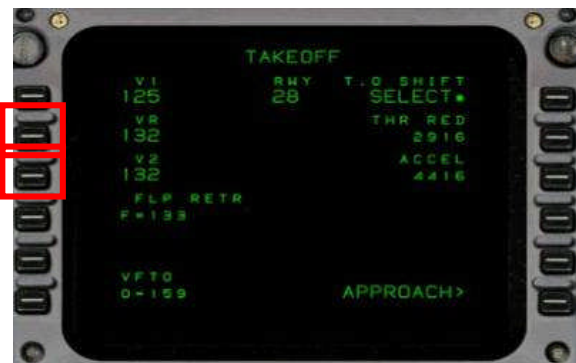 TAKEOFF
V1 RWY T.O SHIFT
125 28 SELECT*
VR THR RED
132 2916
V2 ACCEL
132 4416
FLP RETR
F=133
VFTO
0=159 APPROACH>